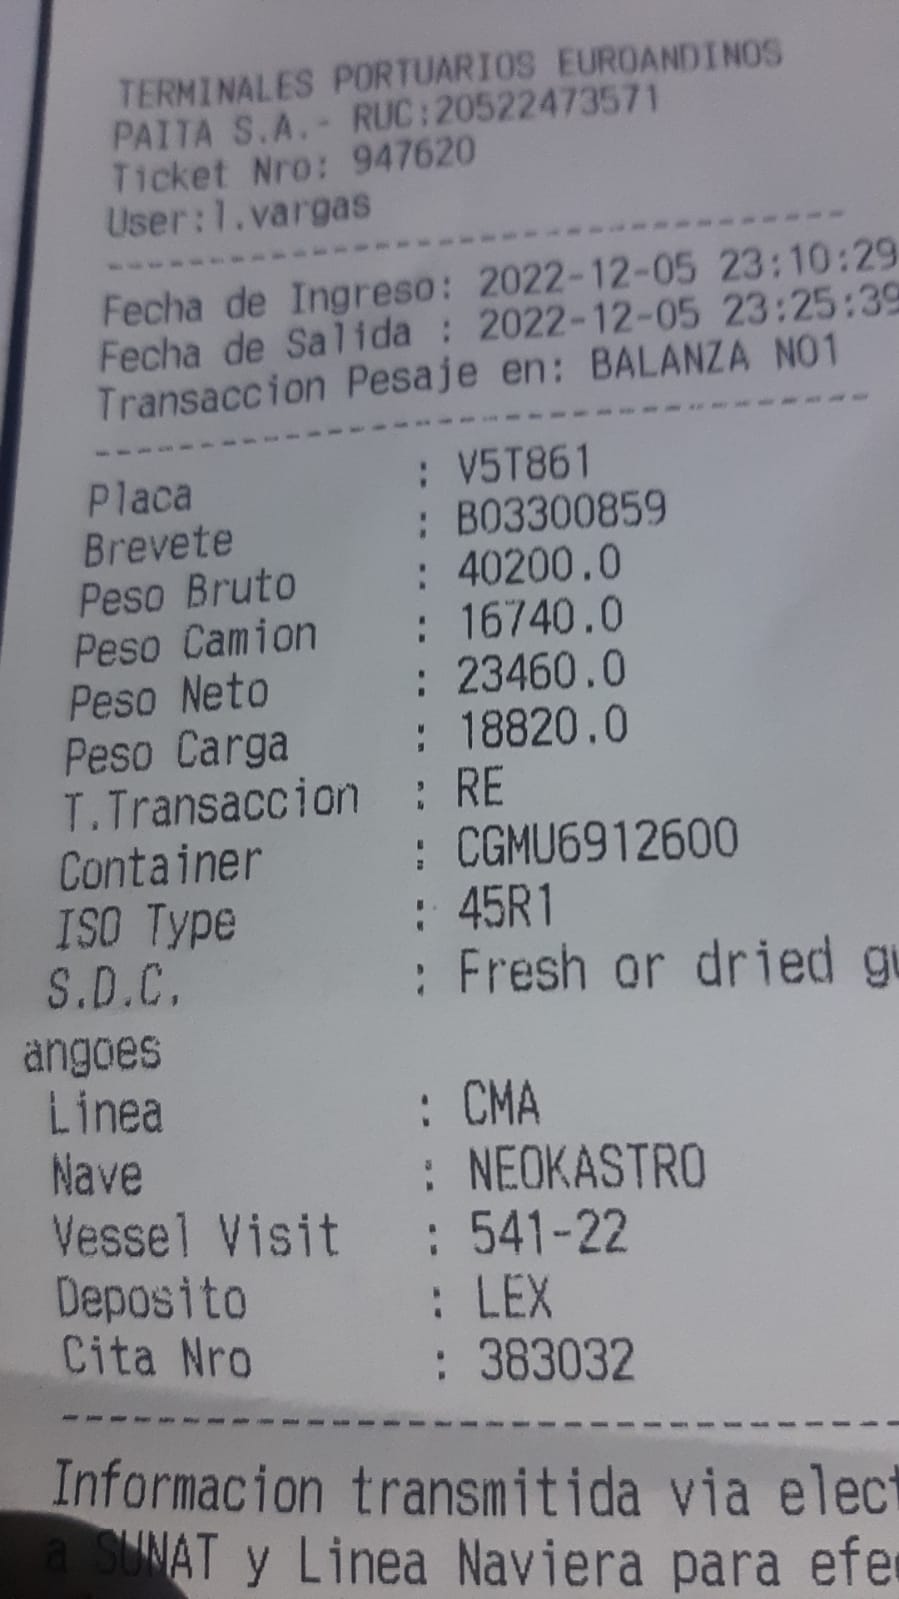 TERMINALES PORTUARIOS EUROANDINOS
PAITA S.A.- RUC:20522473571
Ticket Nro: 947620
User:l.vargas
Fecha de Ingreso: 2022-12-05 23:10:29
Fecha de Salida : 2022-12-05 23:25:39
Transaccion Pesaje en: BALANZA NO1
Placa : V5T861
Brevete : B03300859
Peso Bruto : 40200.0
Peso Camion : 16740.0
Peso Neto : 23460.0
Peso Carga : 18820.0
T.Transaccion : RE
Container : CGMU6912600
ISO Type : 45R1
S.D.C. : Fresh or dried gu
angoes
Linea : CMA
Nave : NEOKASTRO
Vessel Visit : 541-22
Deposito : LEX
Cita Nro : 383032
Informacion transmitida via elect
a SUNAT y Linea Naviera para efe